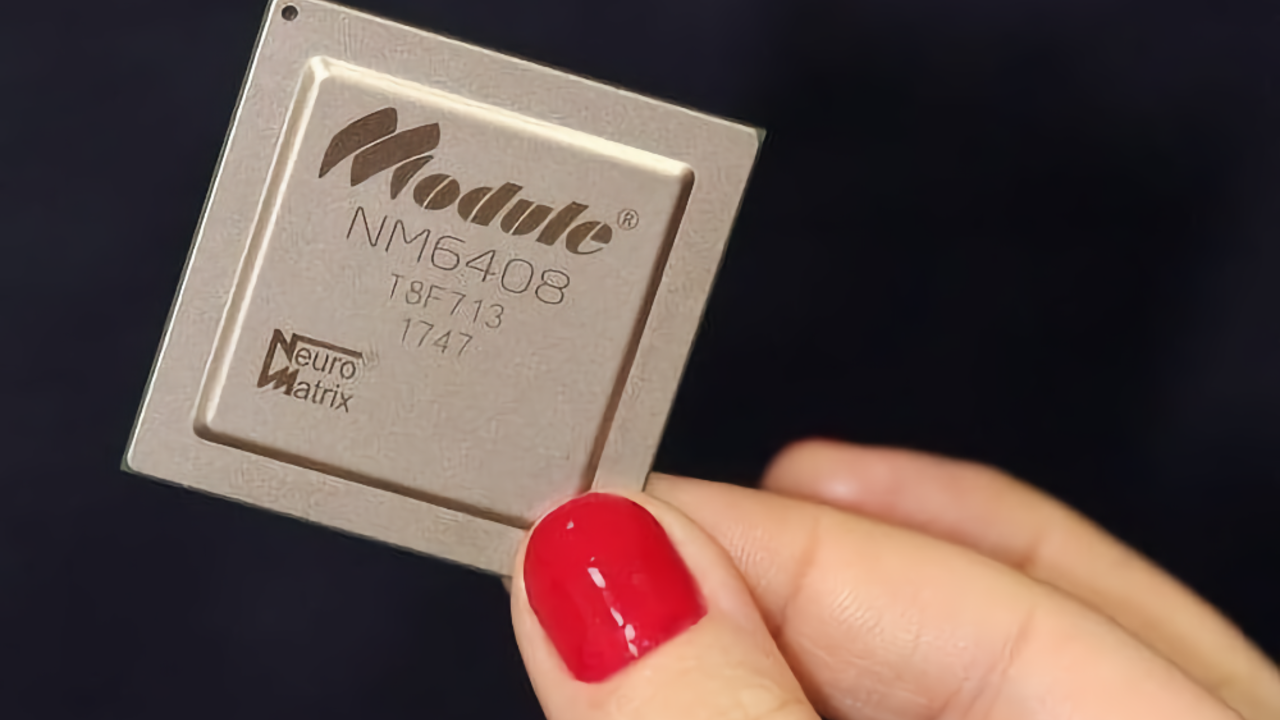 Module®
NM6408
T8F713
1747
Neuro
Matrix